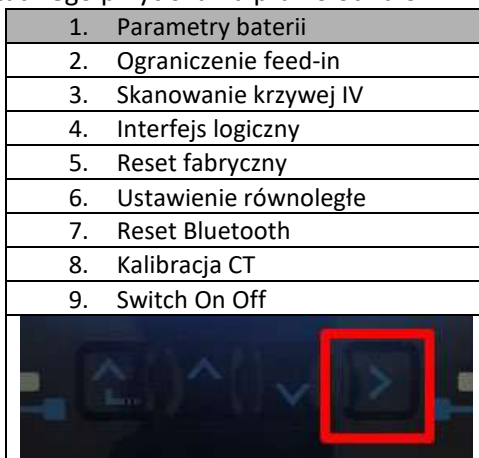 1. Parametry baterii
2. Ograniczenie feed-in
3. Skanowanie krzywej IV
4. Interfejs logiczny
5. Reset fabryczny
6. Ustawienie równoległe
7. Reset Bluetooth
8. Kalibracja CT
9. Switch On Off